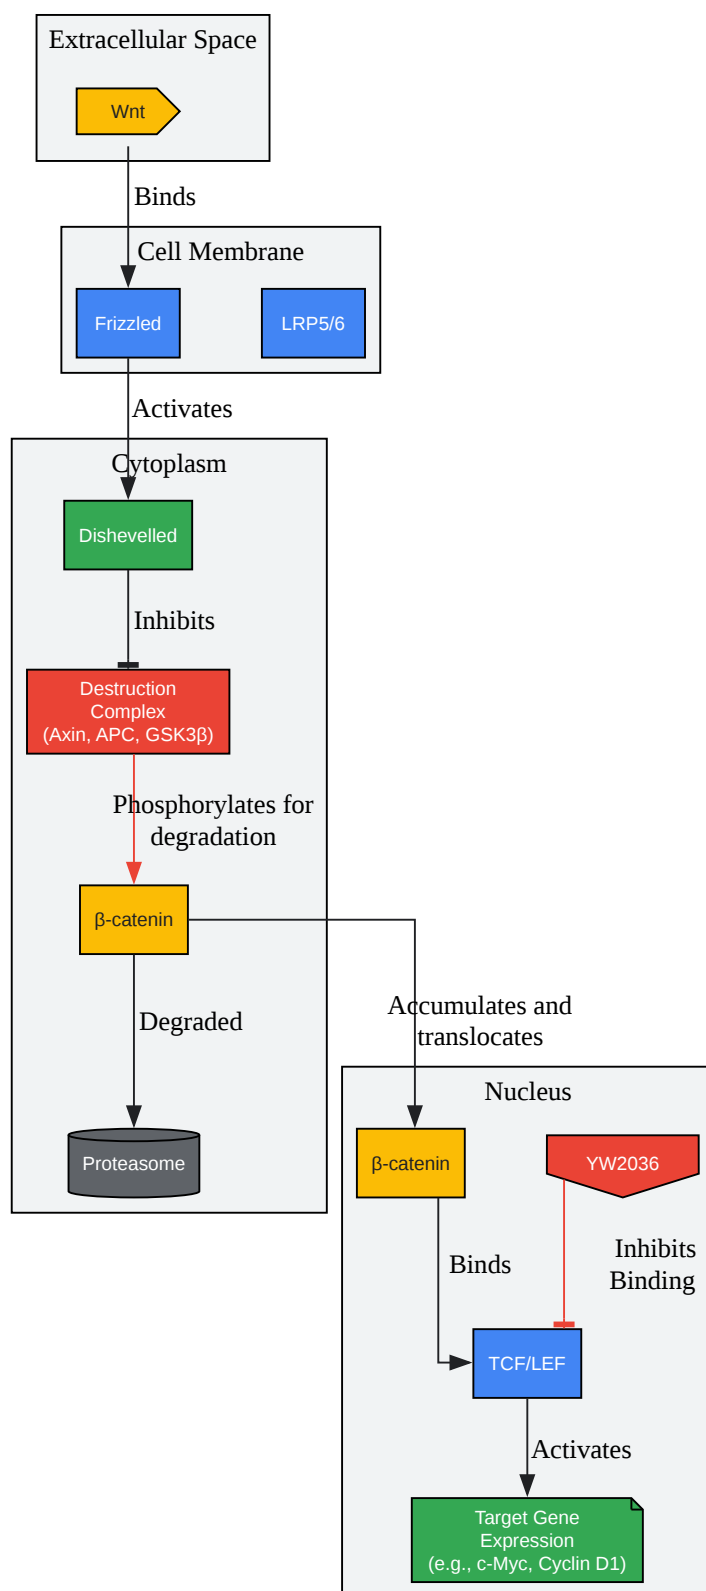 Extracellular Space
Wnt
Binds
Cell Membrane
Frizzled
LRP5/6
Activates
Cytoplasm
Dishevelled
Inhibits
Destruction
Complex
(Axin, APC, GSK3β)
Phosphorylates for
degradation
β-catenin
Degraded
Accumulates and
translocates
Proteasome
Nucleus
β-catenin
YW2036
Binds
Inhibits
Binding
TCF/LEF
Activates
Target Gene
Expression
(e.g., c-Myc, Cyclin D1)